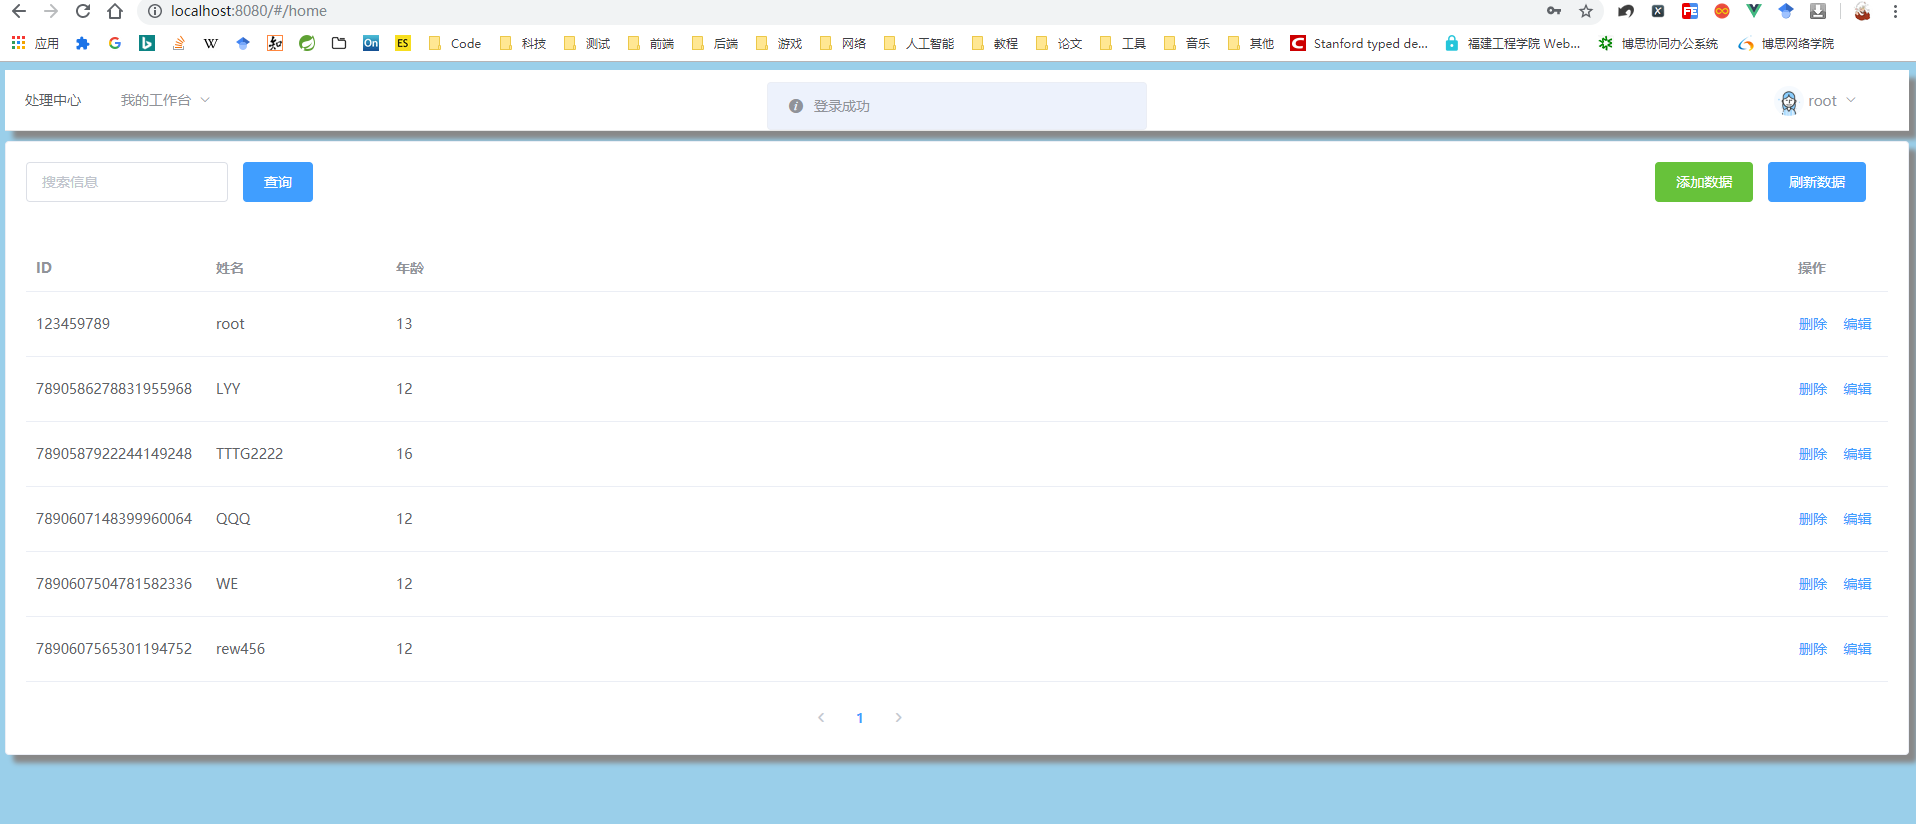 localhost:8080/#/home
应用 Code 科技 测试 前端 后端 游戏 网络 人工智能 教程 论文 工具 音乐 其他 Stanford typed de... 福建工程学院 Web... 博思协同办公系统 博思网络学院
处理中心 我的工作台 登录成功 root
搜索信息 查询 添加数据 刷新数据
ID 姓名 年龄 操作
123459789 root 13 删除 编辑
7890586278831955968 LYY 12 删除 编辑
7890587922244149248 TTTG2222 16 删除 编辑
7890607148399960064 QQQ 12 删除 编辑
7890607504781582336 WE 12 删除 编辑
7890607565301194752 rew456 12 删除 编辑
1